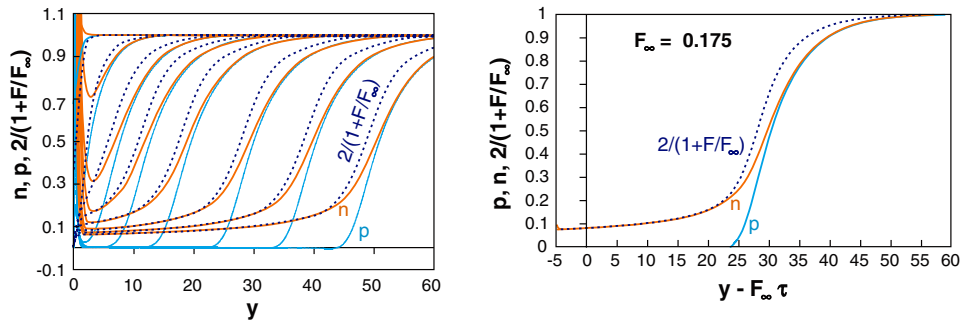 n, p, 2/(1+F/F∞)
1.1
0.9
0.7
0.5
0.3
0.1
-0.1
0 10 20 30 40 50 60
y
2/(1+F/F∞)
n
p
p, n, 2/(1+F/F∞)
1
0.9
0.8
0.7
0.6
0.5
0.4
0.3
0.2
0.1
0
-5 0 5 10 15 20 25 30 35 40 45 50 55 60
y - F∞ τ
F∞ = 0.175
2/(1+F/F∞)
n
p